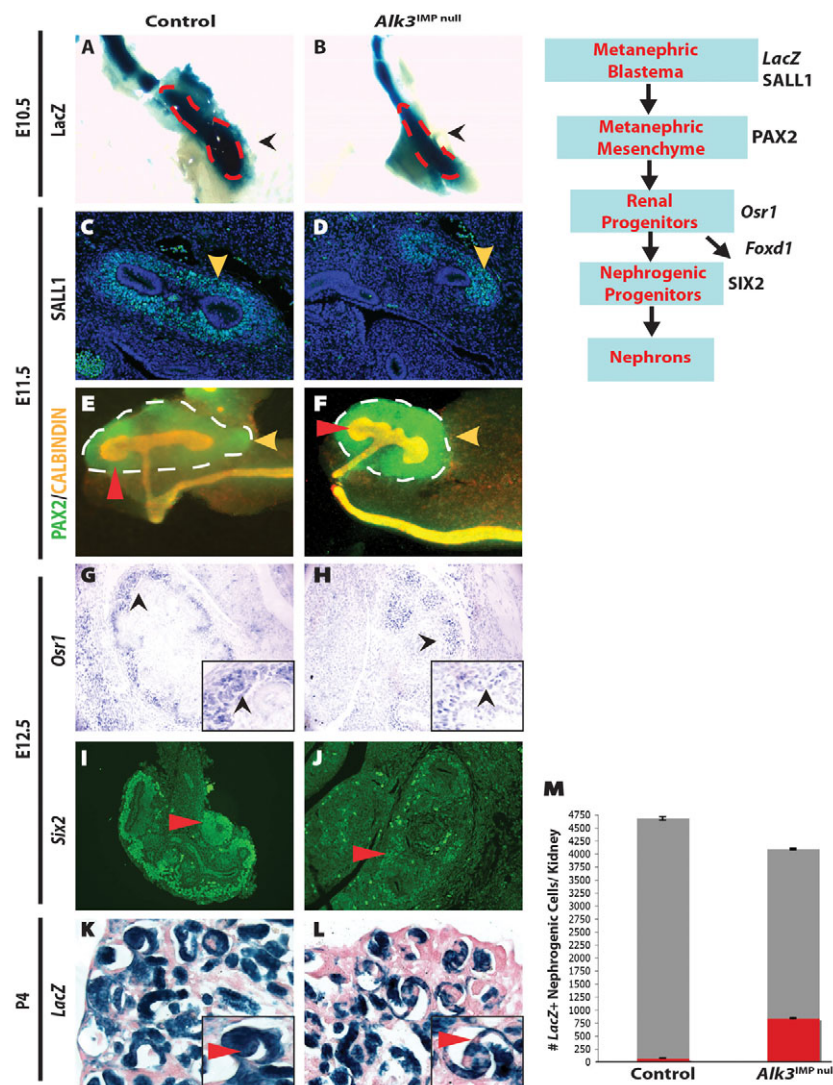 Control
Alk3IMP null
E10.5
LacZ
A
B
E11.5
SALL1
C
D
PAX2/CALBINDIN
E
F
E12.5
Osr1
G
H
Six2
I
J
P4
LacZ
K
L
Metanephric
Blastema
LacZ
SALL1
Metanephric
Mesenchyme
PAX2
Renal
Progenitors
Osr1
Foxd1
Nephrogenic
Progenitors
SIX2
Nephrons
M
# LacZ+ Nephrogenic Cells/ Kidney
4750
4500
4250
4000
3750
3500
3250
3000
2750
2500
2250
2000
1750
1500
1250
1000
750
500
250
0
Control
Alk3IMP nul